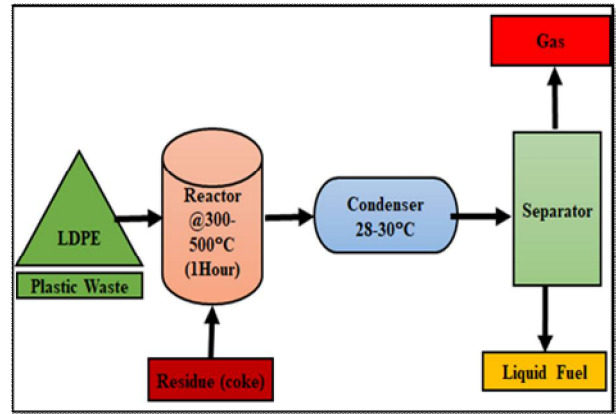 LDPE
Plastic Waste
Reactor
@300-
500°C
(1Hour)
Residue (coke)
Condenser
28-30°C
Separator
Gas
Liquid Fuel